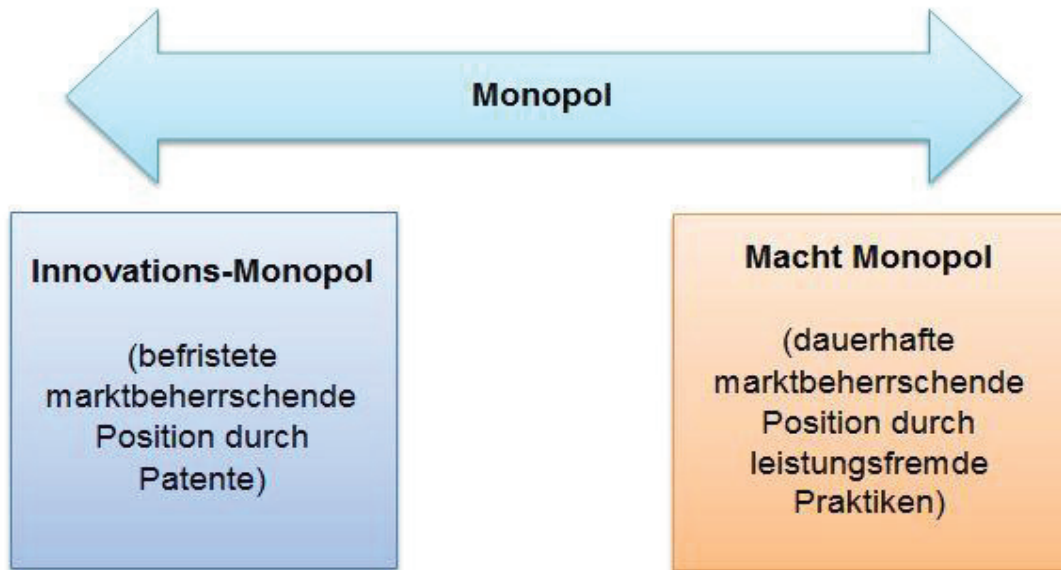 Monopol
Innovations-Monopol
(befristete
marktbeherrschende
Position durch
Patente)
Macht Monopol
(dauerhafte
marktbeherrschende
Position durch
leistungsfremde
Praktiken)